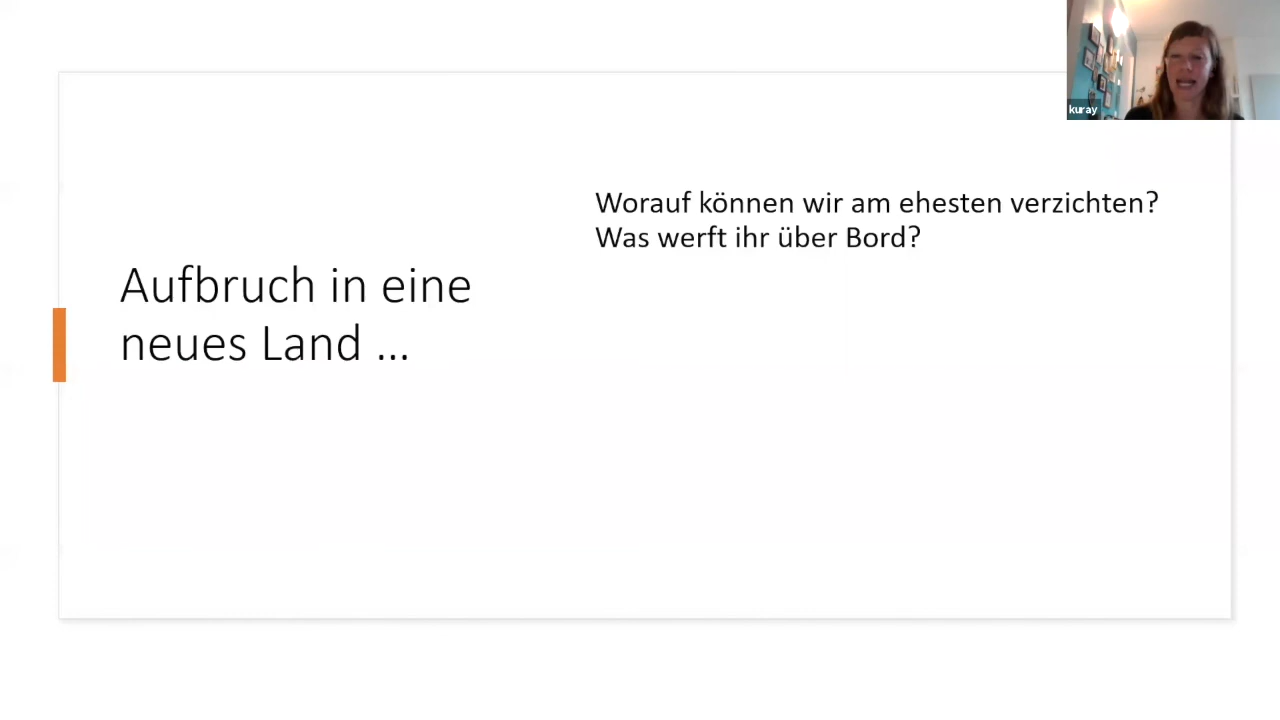 kuray
Worauf können wir am ehesten verzichten?
Was werft ihr über Bord?
Aufbruch in eine
neues Land ...